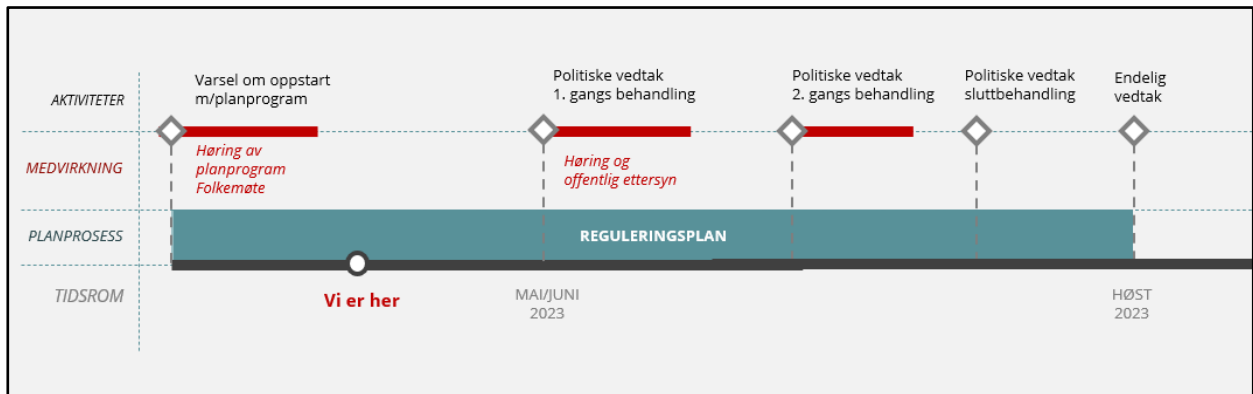 AKTIVITETER
Varsel om oppstart
m/planprogram
Politiske vedtak
1. gangs behandling
Politiske vedtak
2. gangs behandling
Politiske vedtak
sluttbehandling
Endelig
vedtak
MEDVIRKNING
Høring av
planprogram
Folkemøte
Høring og
offentlig ettersyn
PLANPROSESS
REGULERINGSPLAN
TIDSROM
Vi er her
MAI/JUNI
2023
HØST
2023